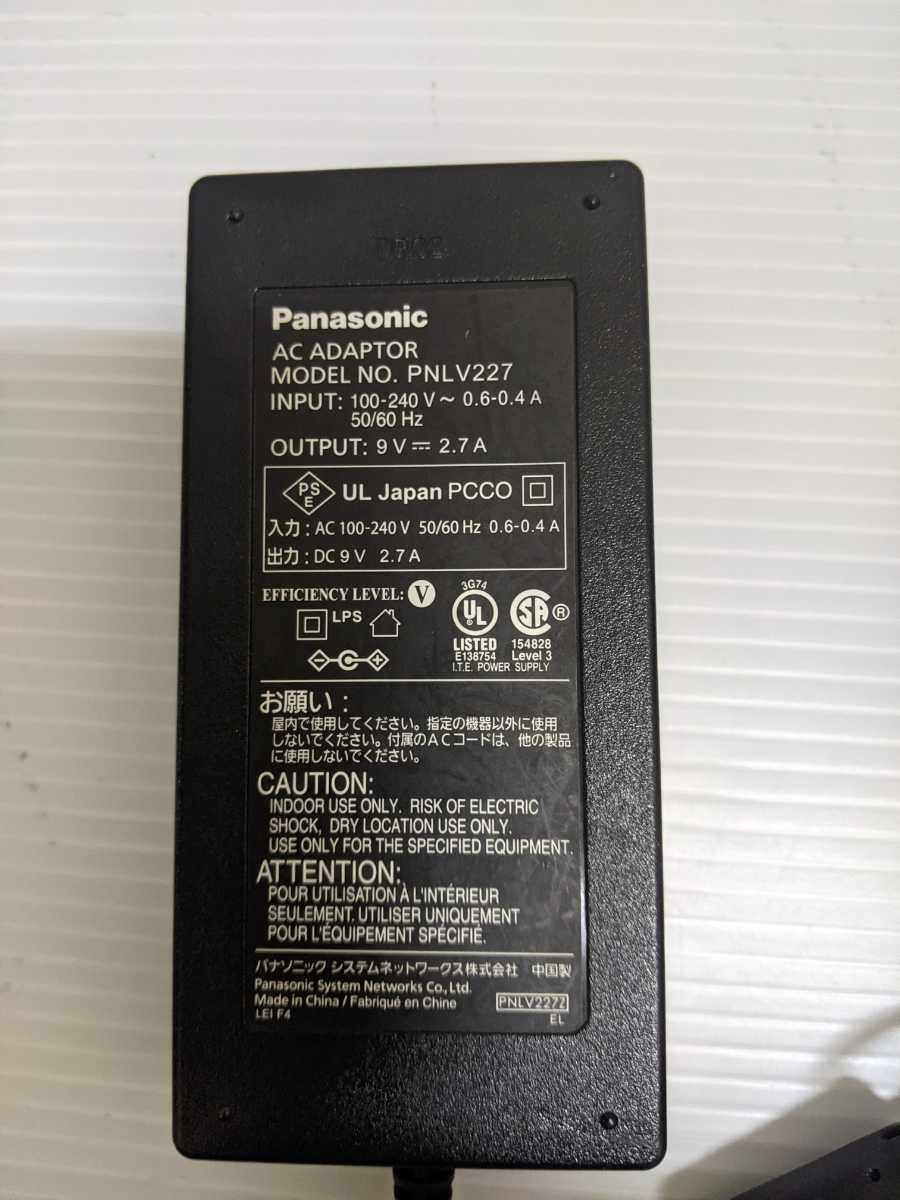 Panasonic
AC ADAPTOR
MODEL NO. PNLV227
INPUT: 100-240 V～ 0.6-0.4 A
50/60 Hz
OUTPUT: 9 V ⎓ 2.7 A
PS
E
UL Japan PCCO
入力 : AC 100-240 V 50/60 Hz 0.6-0.4 A
出力 : DC 9 V 2.7 A
EFFICIENCY LEVEL: V
LPS
3G74
UL
®
LISTED
E138754
SA ®
154828
Level 3
I.T.E. POWER SUPPLY
お願い :
屋内で使用してください。指定の機器以外に使用
しないでください。付属のACコードは、他の製品
に使用しないでください。
CAUTION:
INDOOR USE ONLY. RISK OF ELECTRIC
SHOCK, DRY LOCATION USE ONLY.
USE ONLY FOR THE SPECIFIED EQUIPMENT.
ATTENTION:
POUR UTILISATION À L'INTÉRIEUR
SEULEMENT, UTILISER UNIQUEMENT
POUR L'ÉQUIPEMENT SPÉCIFIÉ.
パナソニック システムネットワークス株式会社 中国製
Panasonic System Networks Co., Ltd.
Made in China / Fabriqué en Chine
PNLV227Z
LEI F4
EL